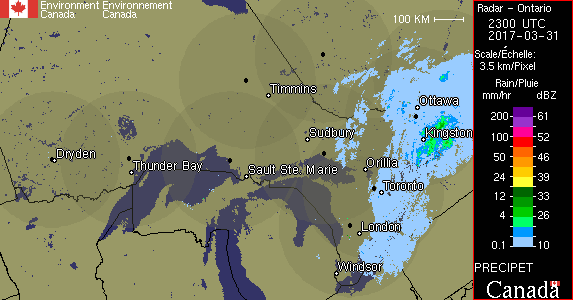 Environment Environnement
Canada Canada
100 KM
Timmins
Ottawa
Sudbury
Kingston
Dryden
Thunder Bay
Sault Ste. Marie
Orillia
Toronto
London
Windsor
Radar - Ontario
2300 UTC
2017-03-31
Scale/Échelle:
3.5 km/Pixel
Rain/Pluie
mm/hr dBZ
200 61
100 52
50 46
24 39
12 33
4 26
0.1 10
PRECIPET
Canada